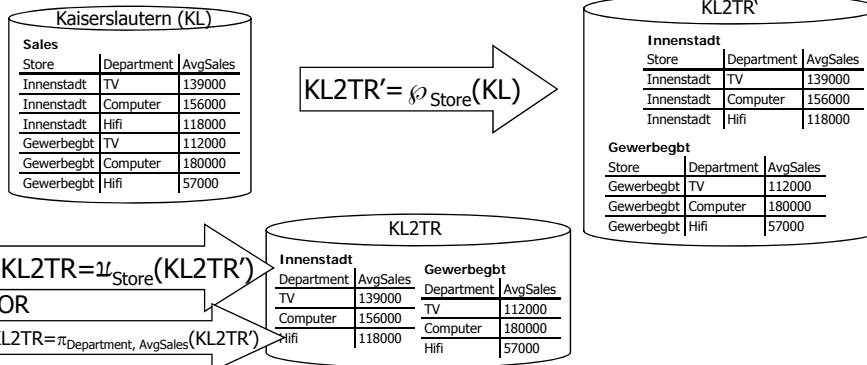 Kaiserslautern (KL)
Sales
Store Department AvgSales
Innenstadt TV 139000
Innenstadt Computer 156000
Innenstadt Hifi 118000
Gewerbegbt TV 112000
Gewerbegbt Computer 180000
Gewerbegbt Hifi 57000
KL2TR'=℘Store(KL)
KL2TR‘
Innenstadt
Store Department AvgSales
Innenstadt TV 139000
Innenstadt Computer 156000
Innenstadt Hifi 118000
Gewerbegbt
Store Department AvgSales
Gewerbegbt TV 112000
Gewerbegbt Computer 180000
Gewerbegbt Hifi 57000
KL2TR=𝔘Store(KL2TR')
OR
KL2TR=πDepartment, AvgSales(KL2TR')
KL2TR
Innenstadt
Department AvgSales
TV 139000
Computer 156000
Hifi 118000
Gewerbegbt
Department AvgSales
TV 112000
Computer 180000
Hifi 57000